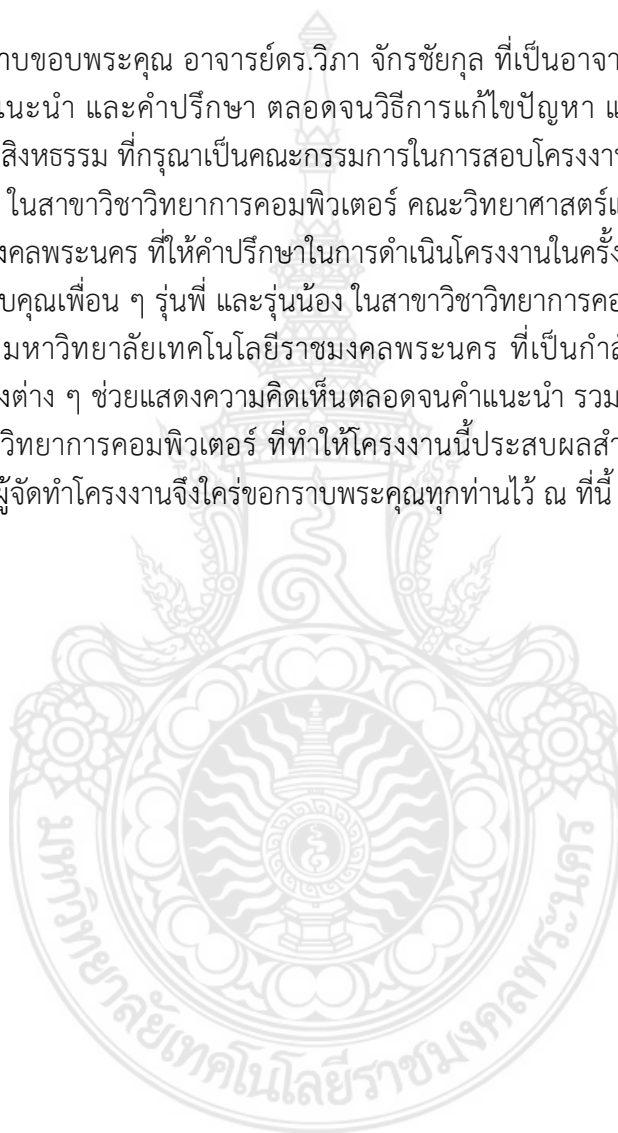 าบขอบพระคุณ อาจารย์ดร.วิภา จักรชัยกุล ที่เป็นอาจา
แนะนำ และคำปรึกษา ตลอดจนวิธีการแก้ไขปัญหา แ
สิงหธรรม ที่กรุณาเป็นคณะกรรมการในการสอบโครงงาน
ในสาขาวิชาวิทยาการคอมพิวเตอร์ คณะวิทยาศาสตร์แ
งคลพระนคร ที่ให้คำปรึกษาในการดำเนินโครงงานในครั้ง
บคุณเพื่อน ๆ รุ่นพี่ และรุ่นน้อง ในสาขาวิชาวิทยาการคอ
มหาวิทยาลัยเทคโนโลยีราชมงคลพระนคร ที่เป็นกำลั
งต่าง ๆ ช่วยแสดงความคิดเห็นตลอดจนคำแนะนำ รวม
วิทยาการคอมพิวเตอร์ ที่ทำให้โครงงานนี้ประสบผลสำ
ผู้จัดทำโครงงานจึงใคร่ขอกราบพระคุณทุกท่านไว้ ณ ที่นี้
มหาวิทยาลัยเทคโนโลยีราชมงคลพระนคร